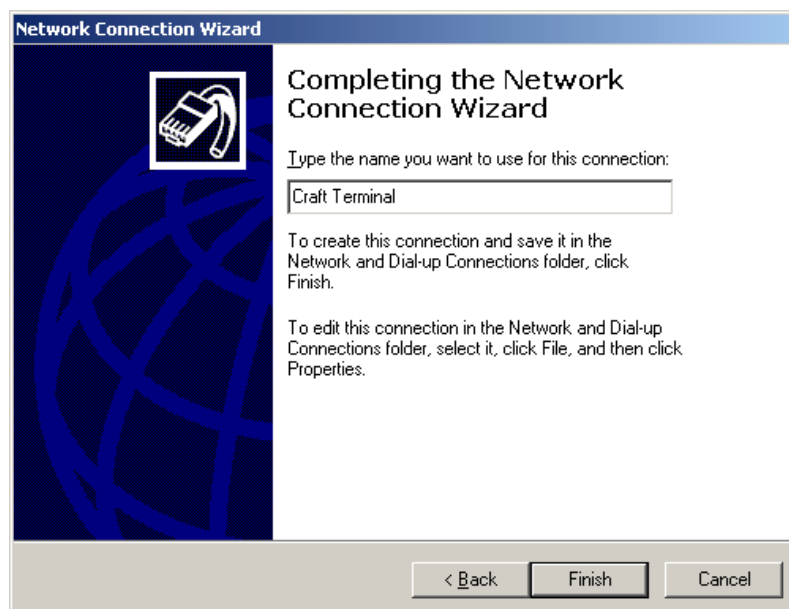 Network Connection Wizard
Completing the Network
Connection Wizard
Type the name you want to use for this connection:
Craft Terminal
To create this connection and save it in the
Network and Dial-up Connections folder, click
Finish.
To edit this connection in the Network and Dial-up
Connections folder, select it, click File, and then click
Properties.
< Back
Finish
Cancel